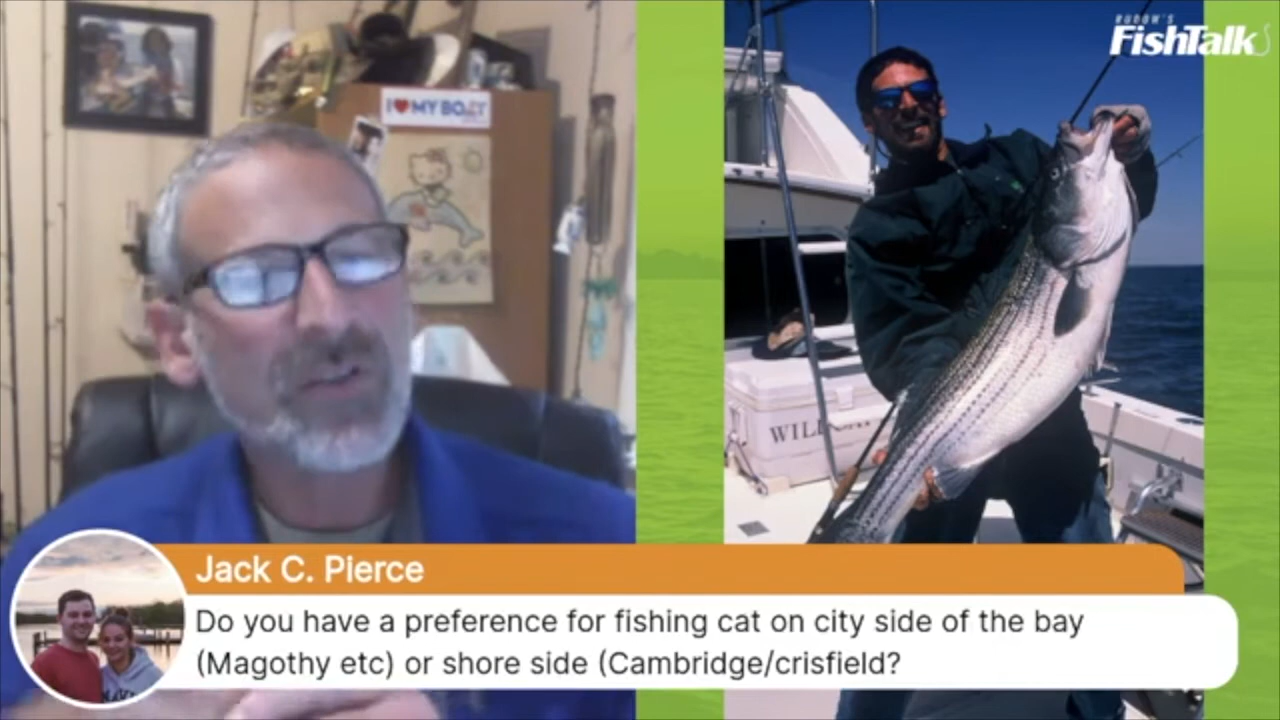 I ❤ MY BOAT
RUDOW'S
FishTalk
WILDCAT
Jack C. Pierce
Do you have a preference for fishing cat on city side of the bay
(Magothy etc) or shore side (Cambridge/crisfield?